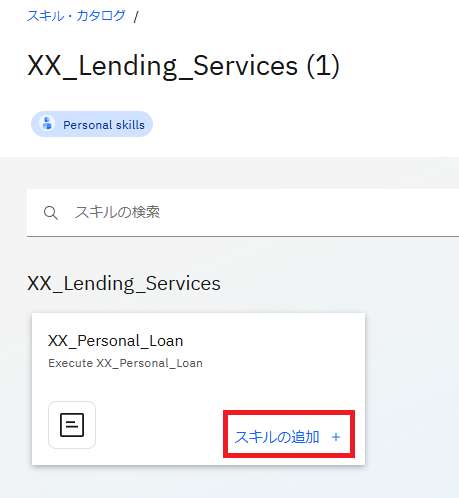 スキル・カタログ /
XX_Lending_Services (1)
Personal skills
スキルの検索
XX_Lending_Services
XX_Personal_Loan
Execute XX_Personal_Loan
スキルの追加 +